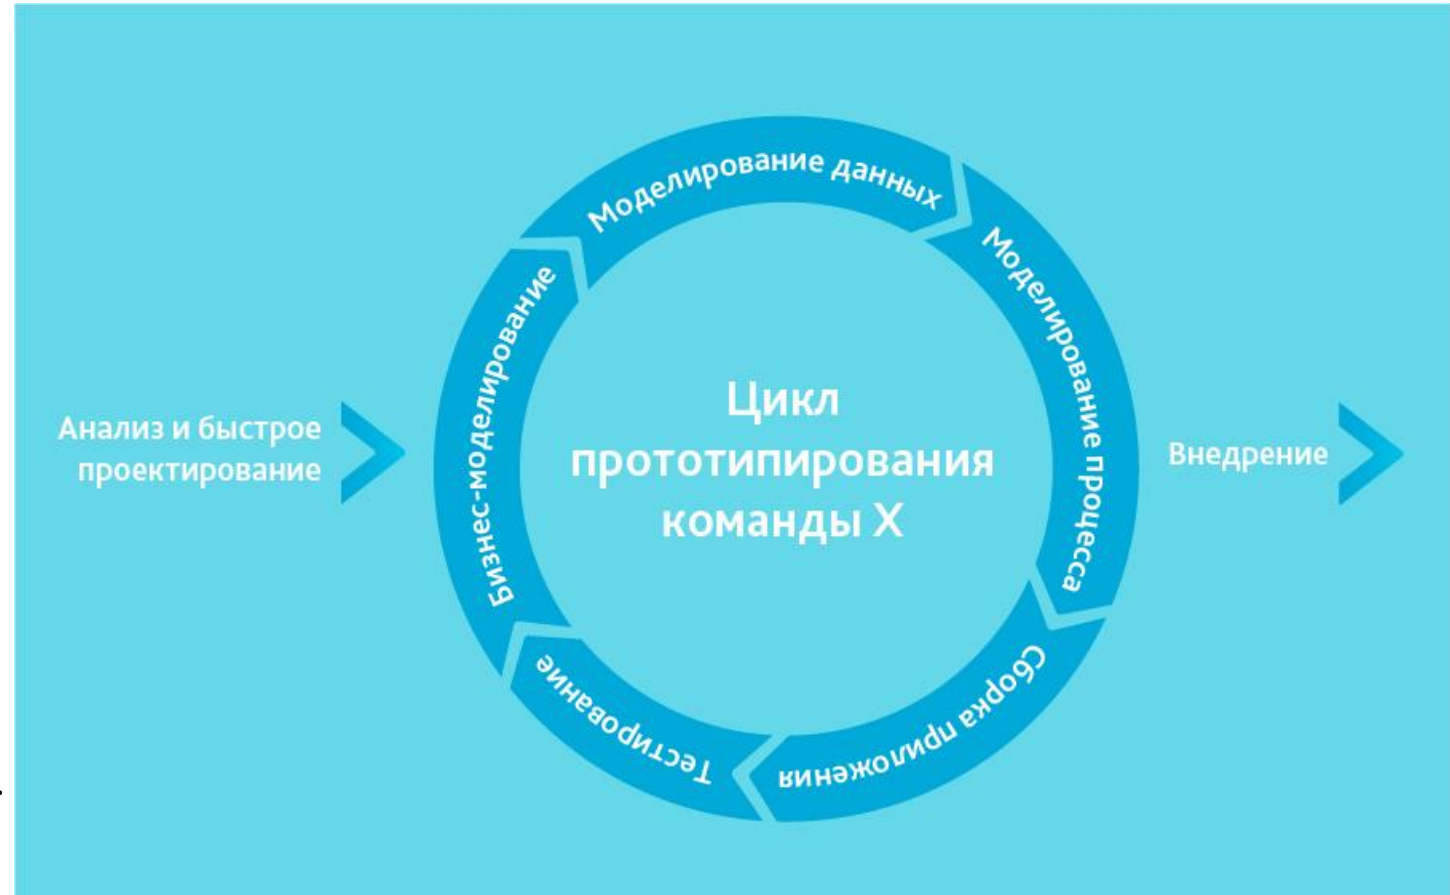 Анализ и быстрое
проектирование
Бизнес-моделирование
Моделирование данных
Моделирование процесса
Сборка приложения
Тестирование
Цикл
прототипирования
команды X
Внедрение
.